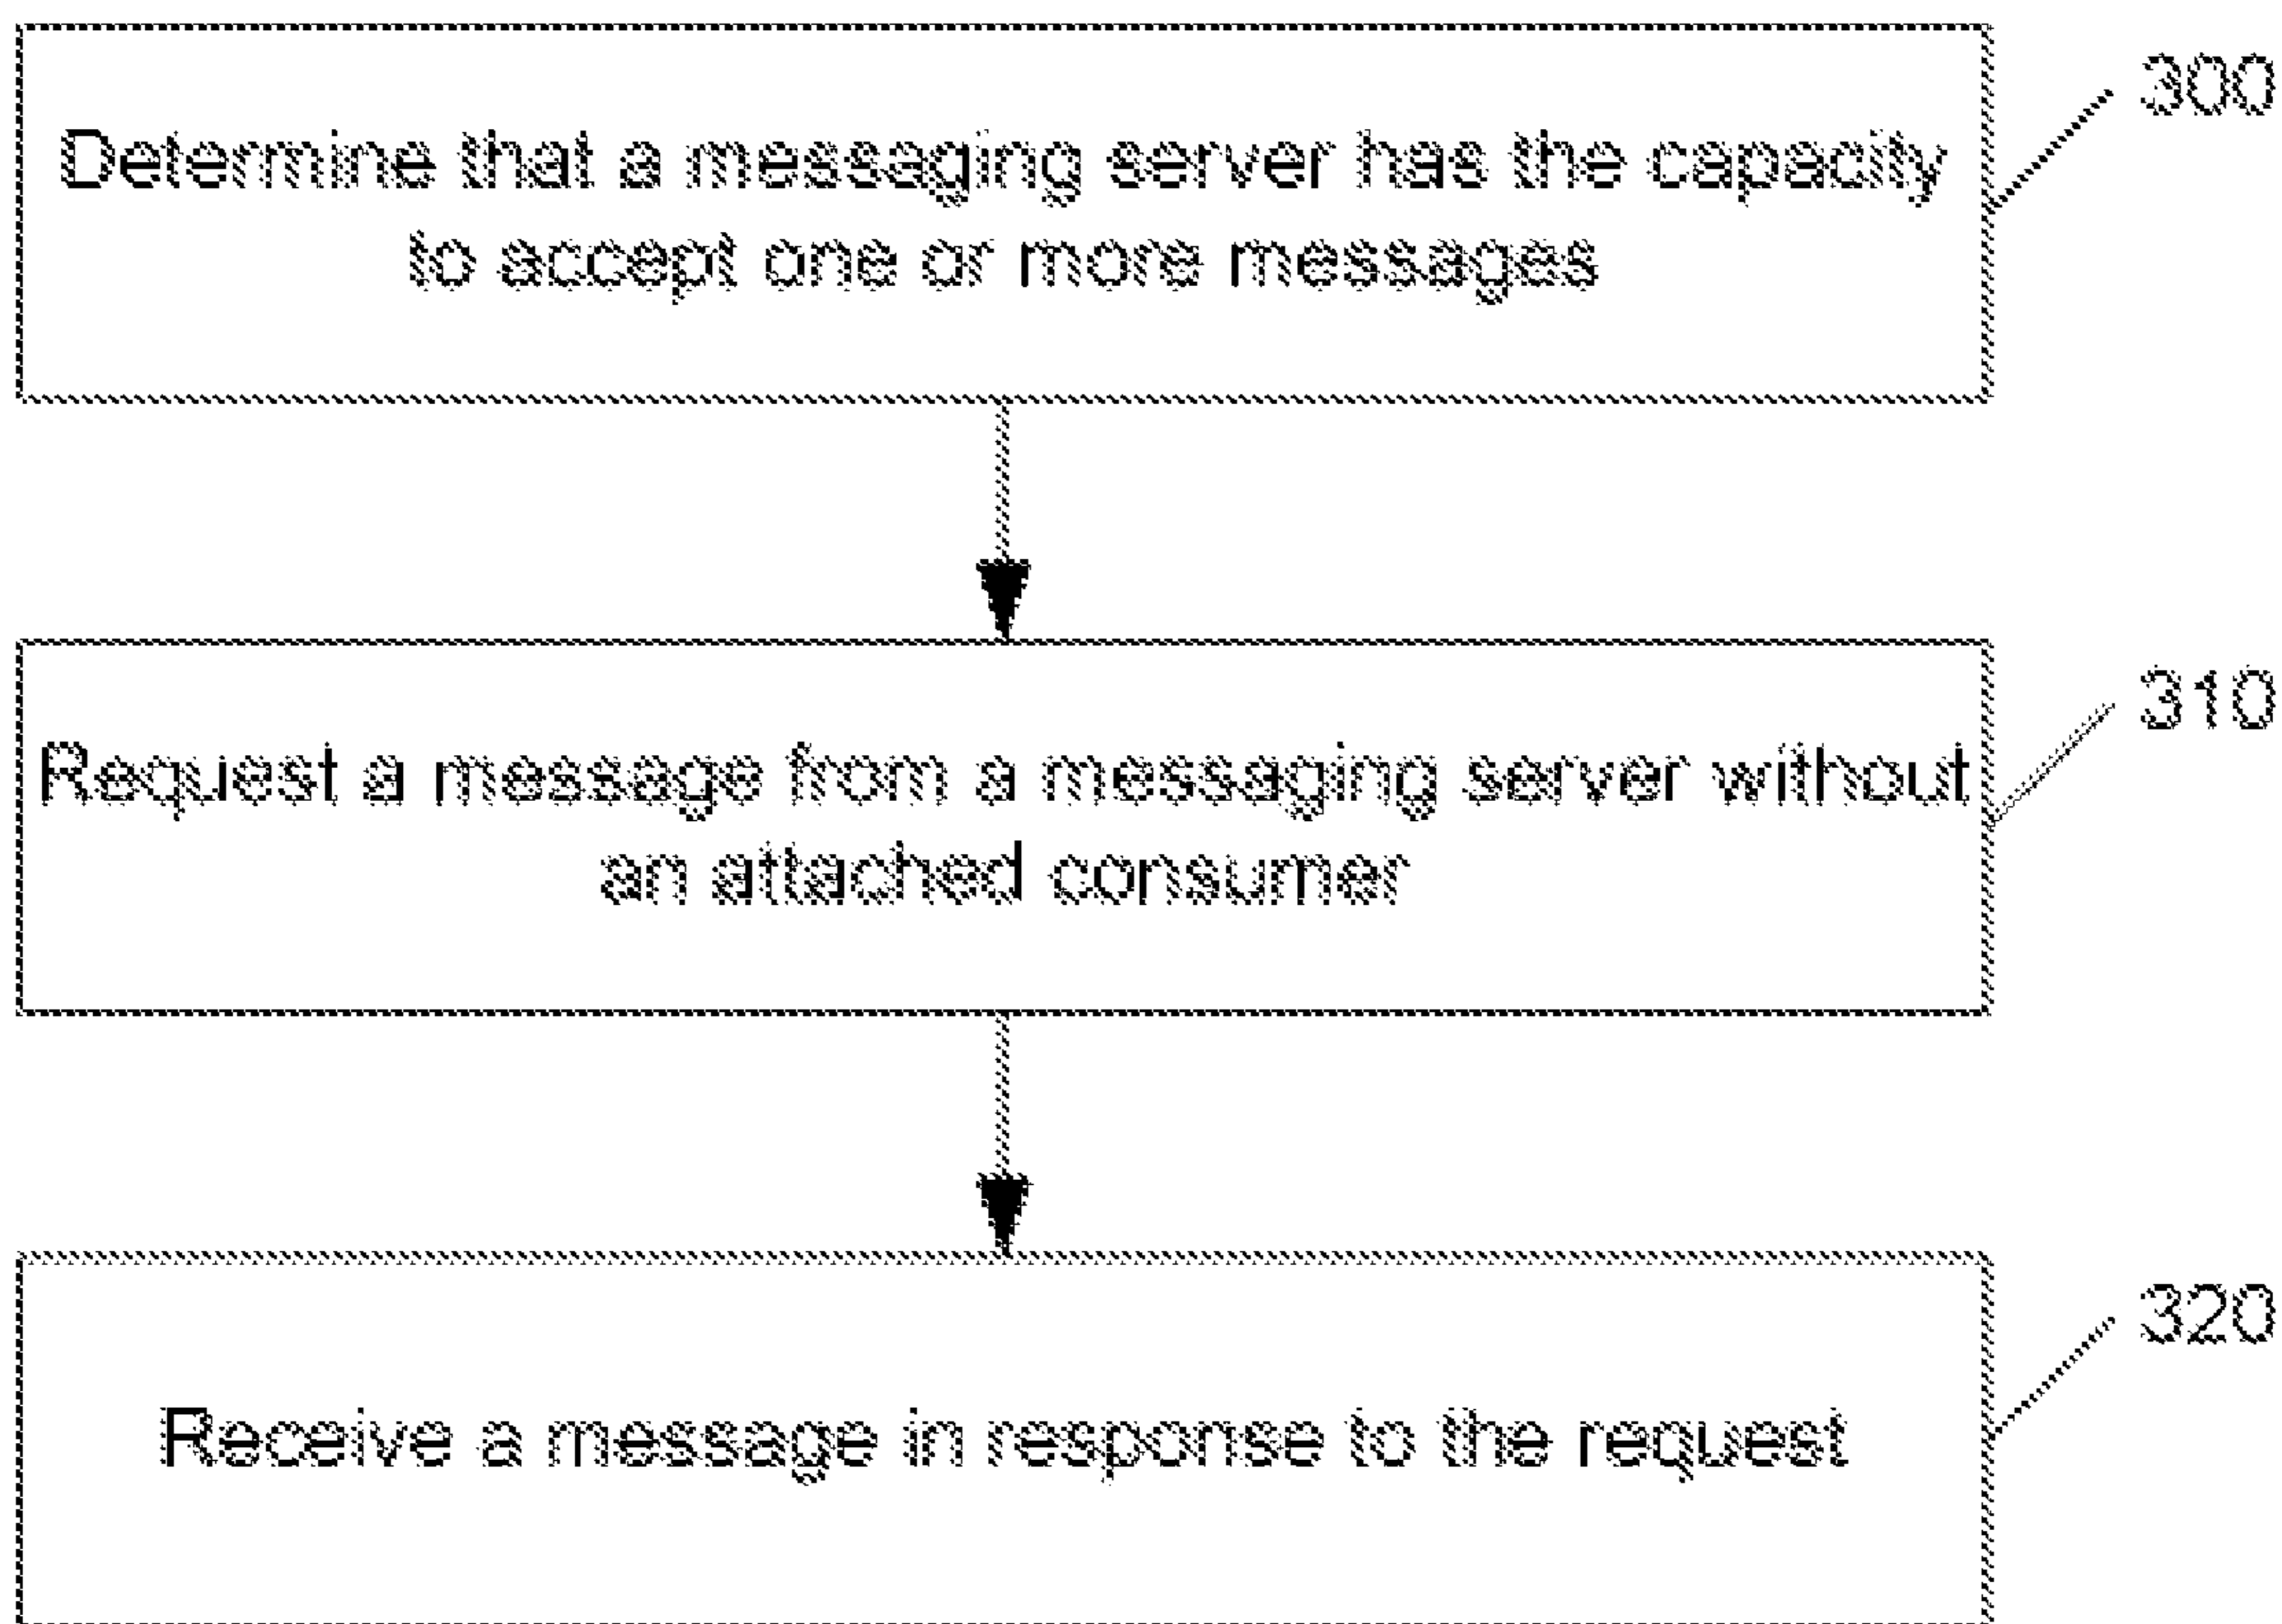 Determine that a messaging server has the capacity
to accept one or more messages
300
Request a message from a messaging server without
an attached consumer
310
Receive a message in response to the request
320